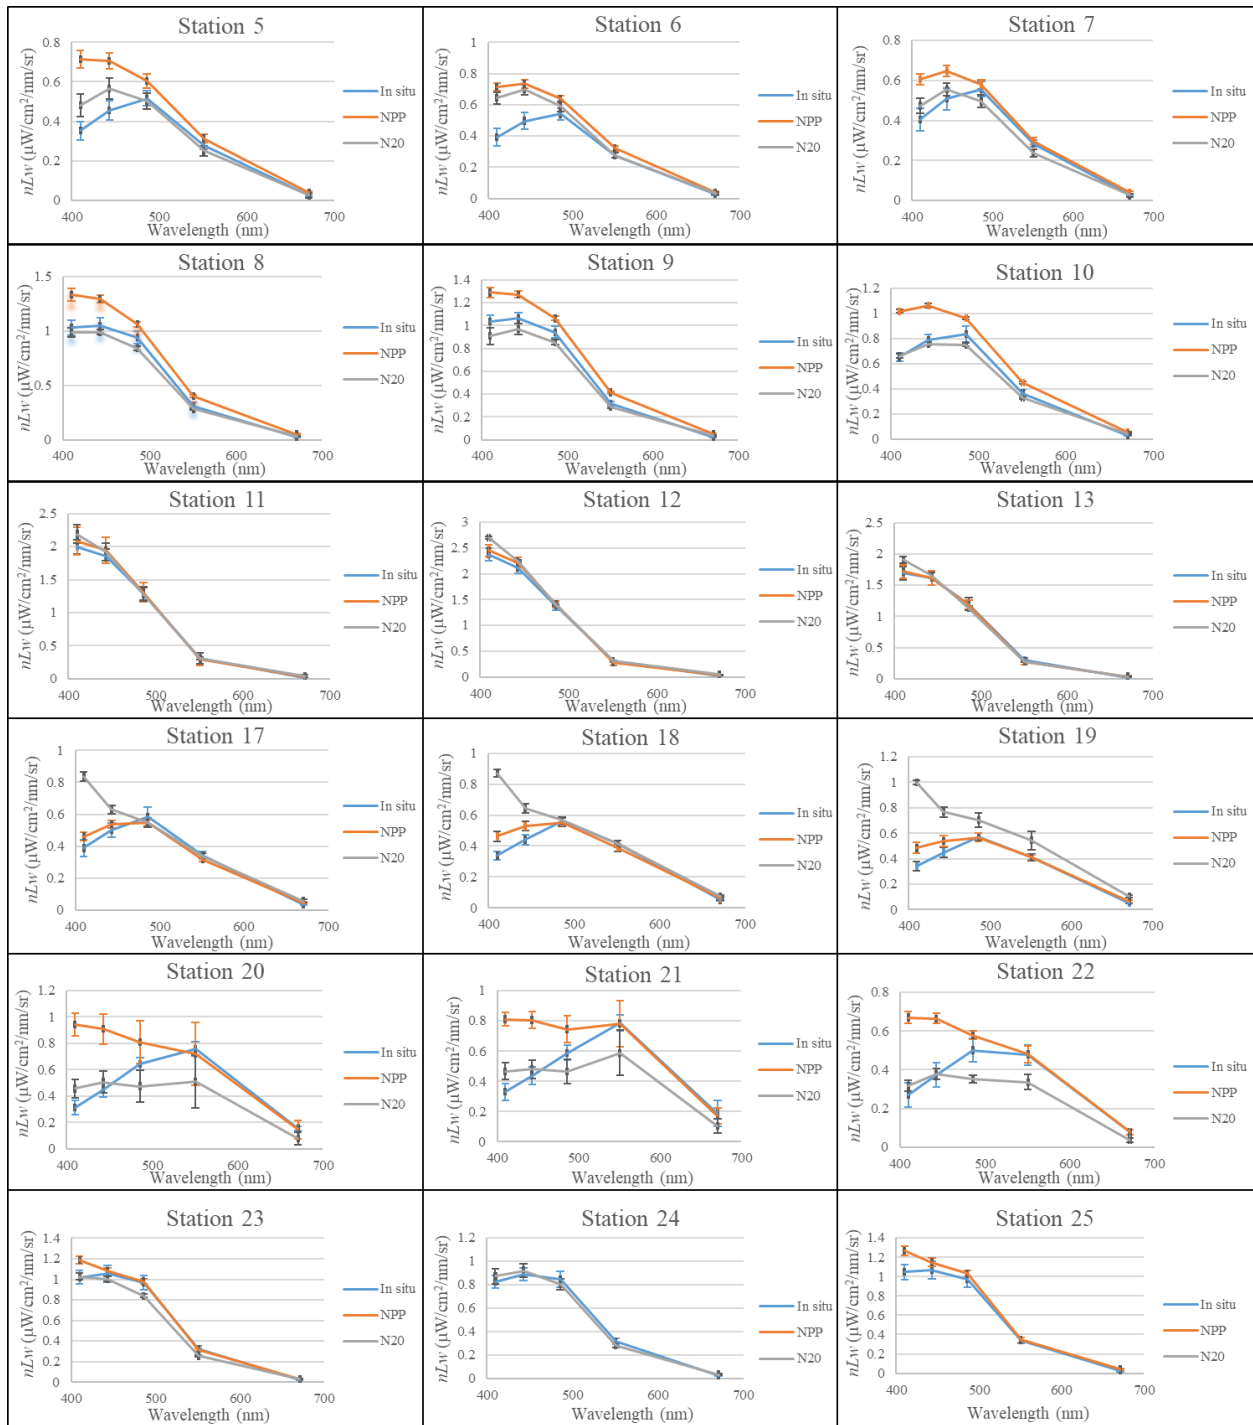 Station 5
nLw (µW/cm²/nm/sr)
0.8
0.6
0.4
0.2
0
400
500
600
700
Wavelength (nm)
In situ
NPP
N20
Station 6
nLw (µW/cm²/nm/sr)
1
0.8
0.6
0.4
0.2
0
400
500
600
700
Wavelength (nm)
In situ
NPP
N20
Station 7
nLw (µW/cm²/nm/sr)
0.8
0.6
0.4
0.2
0
400
500
600
700
Wavelength (nm)
In situ
NPP
N20
Station 8
nLw (µW/cm²/nm/sr)
1.5
1
0.5
0
400
500
600
700
Wavelength (nm)
In situ
NPP
N20
Station 9
nLw (µW/cm²/nm/sr)
1.4
1.2
1
0.8
0.6
0.4
0.2
0
400
500
600
700
Wavelength (nm)
In situ
NPP
N20
Station 10
nLw (µW/cm²/nm/sr)
1.2
1
0.8
0.6
0.4
0.2
0
400
500
600
700
Wavelength (nm)
In situ
NPP
N20
Station 11
nLw (µW/cm²/nm/sr)
2.5
2
1.5
1
0.5
0
400
500
600
700
Wavelength (nm)
In situ
NPP
N20
Station 12
nLw (µW/cm²/nm/sr)
3
2.5
2
1.5
1
0.5
0
400
500
600
700
Wavelength (nm)
In situ
NPP
N20
Station 13
nLw (µW/cm²/nm/sr)
2.5
2
1.5
1
0.5
0
400
500
600
700
Wavelength (nm)
In situ
NPP
N20
Station 17
nLw (µW/cm²/nm/sr)
1
0.8
0.6
0.4
0.2
0
400
500
600
700
Wavelength (nm)
In situ
NPP
N20
Station 18
nLw (µW/cm²/nm/sr)
1
0.8
0.6
0.4
0.2
0
400
500
600
700
Wavelength (nm)
In situ
NPP
N20
Station 19
nLw (µW/cm²/nm/sr)
1.2
1
0.8
0.6
0.4
0.2
0
400
500
600
700
Wavelength (nm)
In situ
NPP
N20
Station 20
nLw (µW/cm²/nm/sr)
1.2
1
0.8
0.6
0.4
0.2
0
400
500
600
700
Wavelength (nm)
In situ
NPP
N20
Station 21
nLw (µW/cm²/nm/sr)
1
0.8
0.6
0.4
0.2
0
400
500
600
700
Wavelength (nm)
In situ
NPP
N20
Station 22
nLw (µW/cm²/nm/sr)
0.8
0.6
0.4
0.2
0
400
500
600
700
Wavelength (nm)
In situ
NPP
N20
Station 23
nLw (µW/cm²/nm/sr)
1.4
1.2
1
0.8
0.6
0.4
0.2
0
400
500
600
700
Wavelength (nm)
In situ
NPP
N20
Station 24
nLw (µW/cm²/nm/sr)
1.2
1
0.8
0.6
0.4
0.2
0
400
500
600
700
Wavelength (nm)
In situ
NPP
N20
Station 25
nLw (µW/cm²/nm/sr)
1.4
1.2
1
0.8
0.6
0.4
0.2
0
400
500
600
700
Wavelength (nm)
In situ
NPP
N20